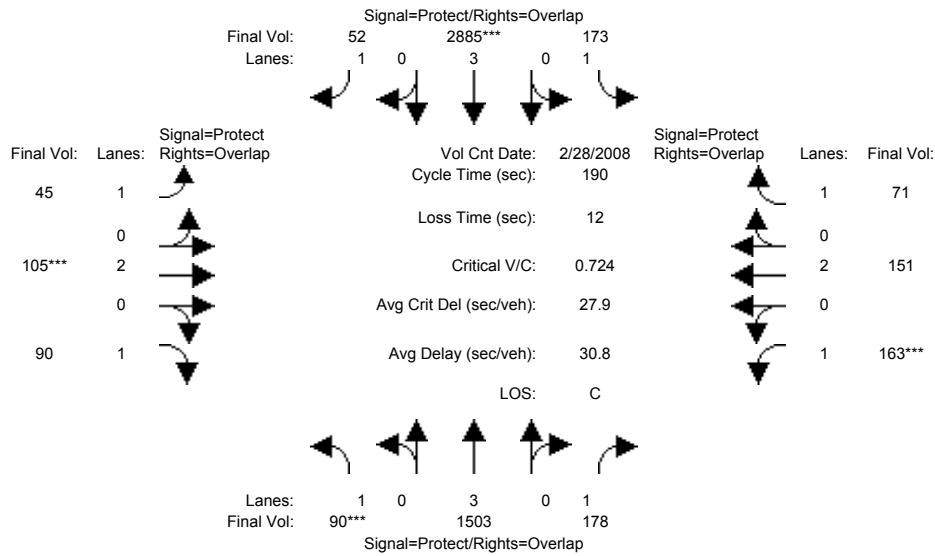 Signal=Protect/Rights=Overlap
Final Vol: 52 2885*** 173
Lanes: 1 0 3 0 1
Signal=Protect
Final Vol: Lanes: Rights=Overlap
Vol Cnt Date: 2/28/2008
Signal=Protect
Rights=Overlap Lanes: Final Vol:
Cycle Time (sec): 190
45 1
1 71
Loss Time (sec): 12
0
0
105*** 2
Critical V/C: 0.724
2 151
0
Avg Crit Del (sec/veh): 27.9
0
90 1
Avg Delay (sec/veh): 30.8
1 163***
LOS: C
Lanes: 1 0 3 0 1
Final Vol: 90*** 1503 178
Signal=Protect/Rights=Overlap